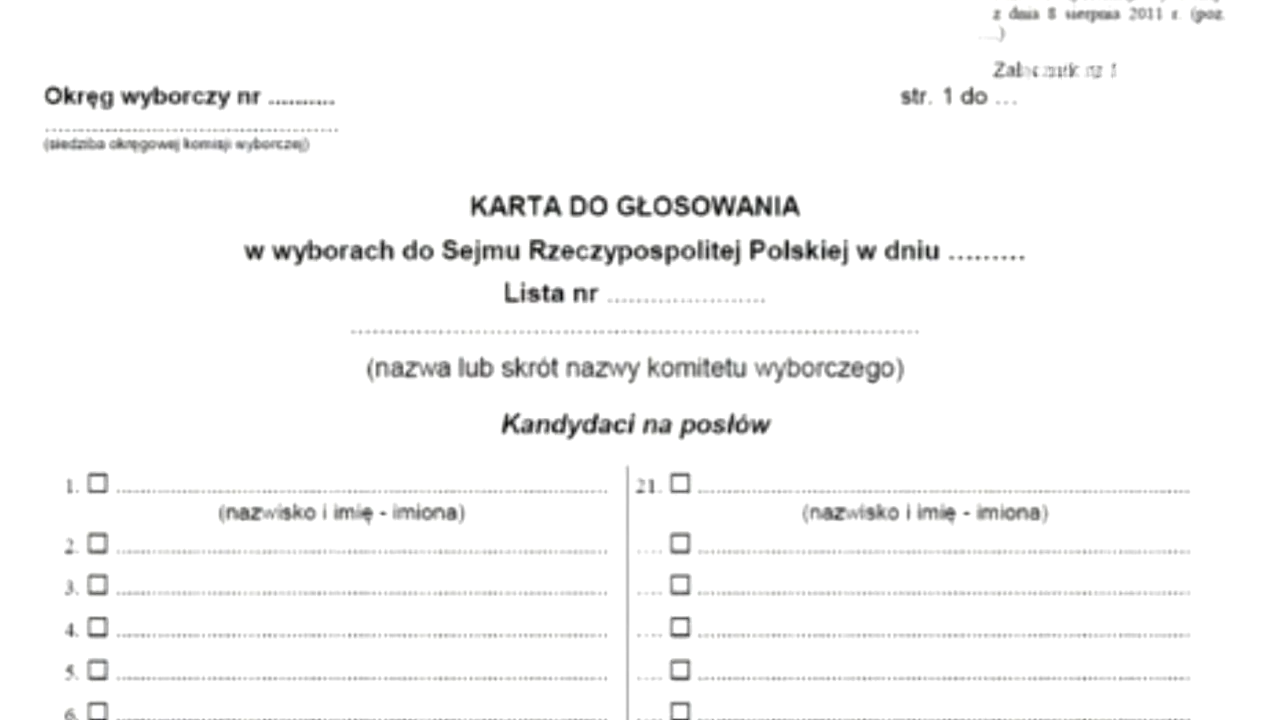 z dnia 8 sierpnia 2011 r. (poz.
....)
Załącznik nr 1
Okręg wyborczy nr ..........
str. 1 do ...
(siedziba okręgowej komisji wyborczej)
KARTA DO GŁOSOWANIA
w wyborach do Sejmu Rzeczypospolitej Polskiej w dniu .........
Lista nr ......................
(nazwa lub skrót nazwy komitetu wyborczego)
Kandydaci na posłów
1.
(nazwisko i imię - imiona)
2.
3.
4.
5.
6.
21.
(nazwisko i imię - imiona)